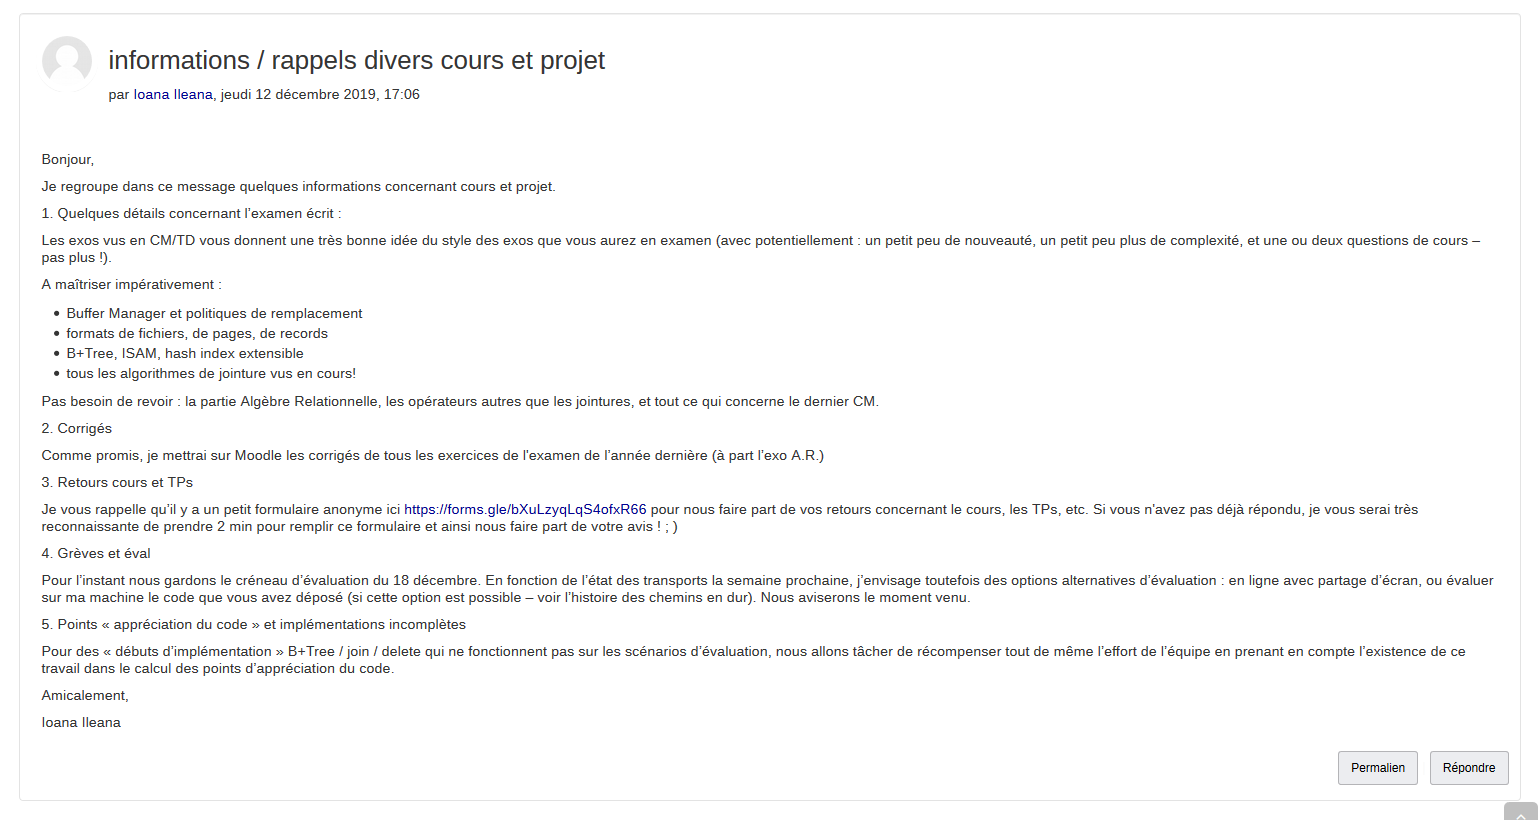 informations / rappels divers cours et projet
par Ioana Ileana, jeudi 12 décembre 2019, 17:06
Bonjour,
Je regroupe dans ce message quelques informations concernant cours et projet.
1. Quelques détails concernant l’examen écrit :
Les exos vus en CM/TD vous donnent une très bonne idée du style des exos que vous aurez en examen (avec potentiellement : un petit peu de nouveauté, un petit peu plus de complexité, et une ou deux questions de cours –
pas plus !).
A maîtriser impérativement :
• Buffer Manager et politiques de remplacement
• formats de fichiers, de pages, de records
• B+Tree, ISAM, hash index extensible
• tous les algorithmes de jointure vus en cours!
Pas besoin de revoir : la partie Algèbre Relationnelle, les opérateurs autres que les jointures, et tout ce qui concerne le dernier CM.
2. Corrigés
Comme promis, je mettrai sur Moodle les corrigés de tous les exercices de l'examen de l’année dernière (à part l’exo A.R.)
3. Retours cours et TPs
Je vous rappelle qu’il y a un petit formulaire anonyme ici https://forms.gle/bXuLzyqLqS4ofxR66 pour nous faire part de vos retours concernant le cours, les TPs, etc. Si vous n'avez pas déjà répondu, je vous serai très
reconnaissante de prendre 2 min pour remplir ce formulaire et ainsi nous faire part de votre avis ! ; )
4. Grèves et éval
Pour l’instant nous gardons le créneau d’évaluation du 18 décembre. En fonction de l’état des transports la semaine prochaine, j’envisage toutefois des options alternatives d’évaluation : en ligne avec partage d’écran, ou évaluer
sur ma machine le code que vous avez déposé (si cette option est possible – voir l’histoire des chemins en dur). Nous aviserons le moment venu.
5. Points « appréciation du code » et implémentations incomplètes
Pour des « débuts d’implémentation » B+Tree / join / delete qui ne fonctionnent pas sur les scénarios d’évaluation, nous allons tâcher de récompenser tout de même l’effort de l’équipe en prenant en compte l’existence de ce
travail dans le calcul des points d’appréciation du code.
Amicalement,
Ioana Ileana
Permalien Répondre